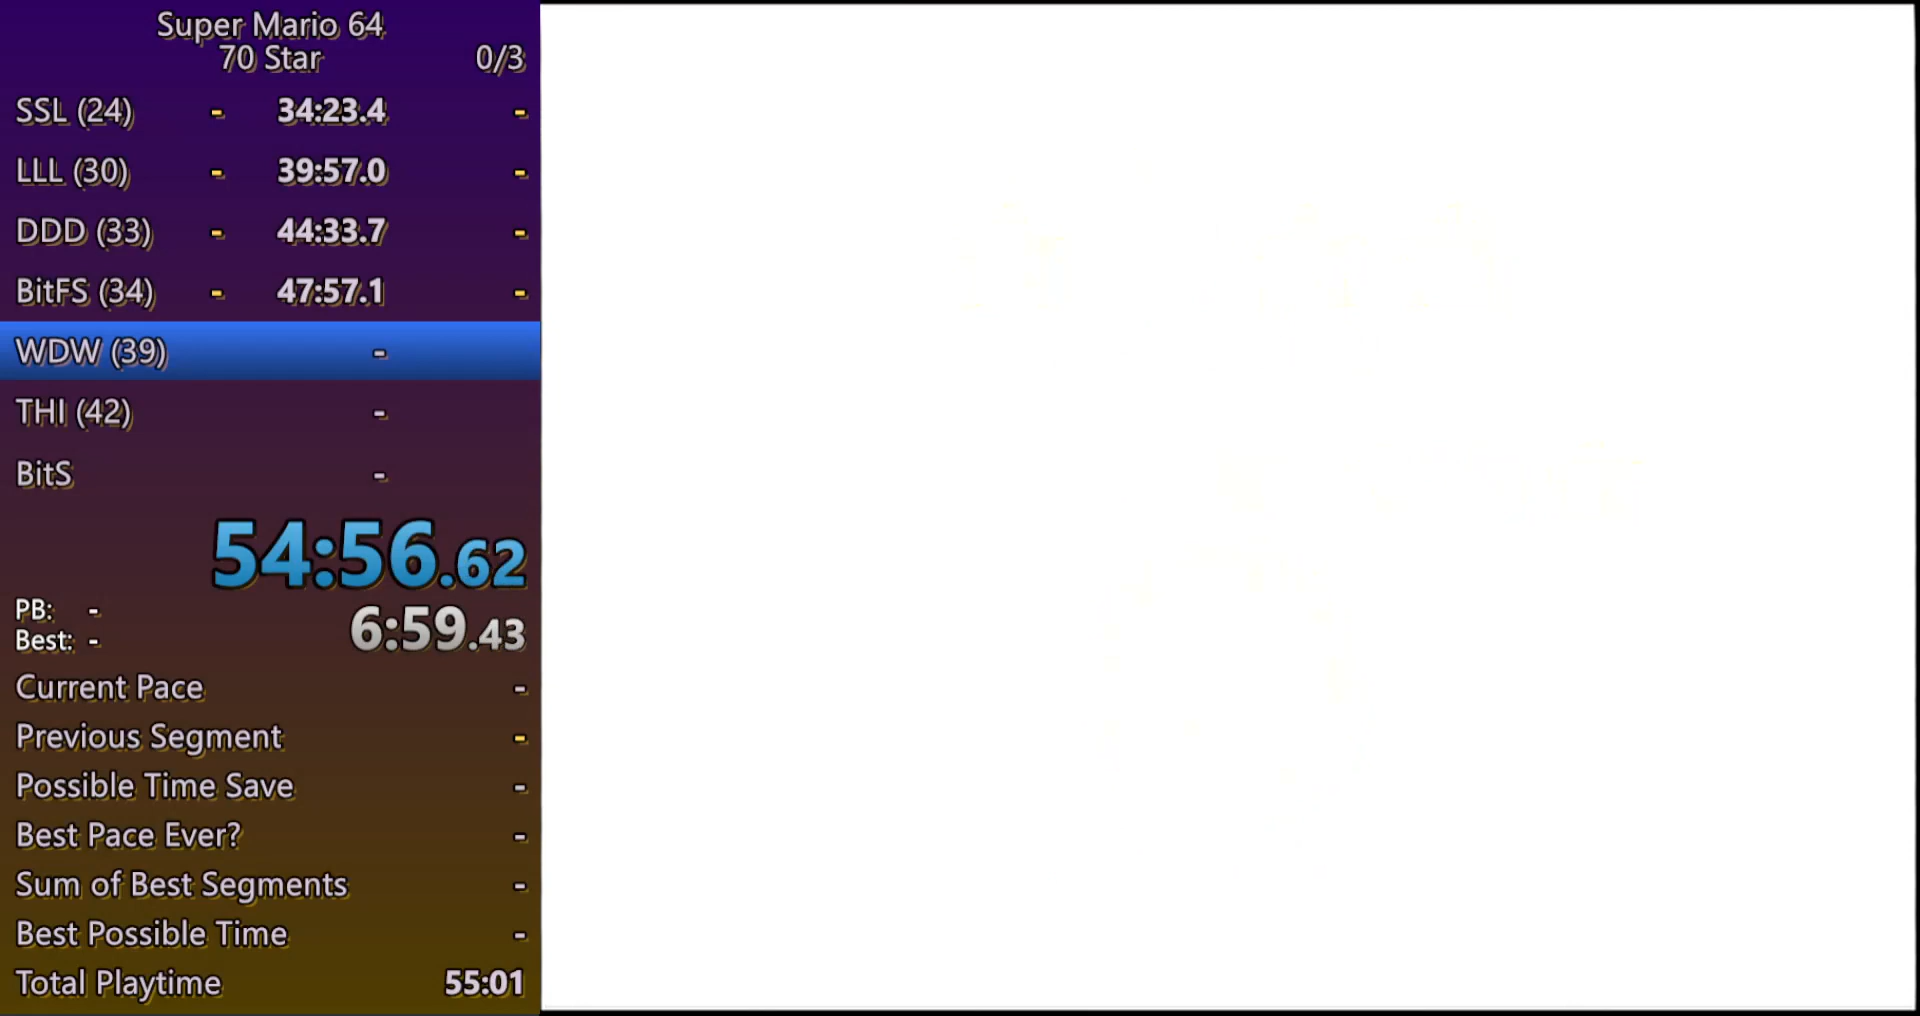 Super Mario 64
70 Star 0/3
SSL (24) - 34:23.4 -
LLL (30) - 39:57.0 -
DDD (33) - 44:33.7 -
BitFS (34) - 47:57.1 -
WDW (39) -
THI (42) -
BitS -
54:56.62
PB: -
6:59.43
Best: -
Current Pace -
Previous Segment -
Possible Time Save -
Best Pace Ever? -
Sum of Best Segments -
Best Possible Time -
Total Playtime 55:01